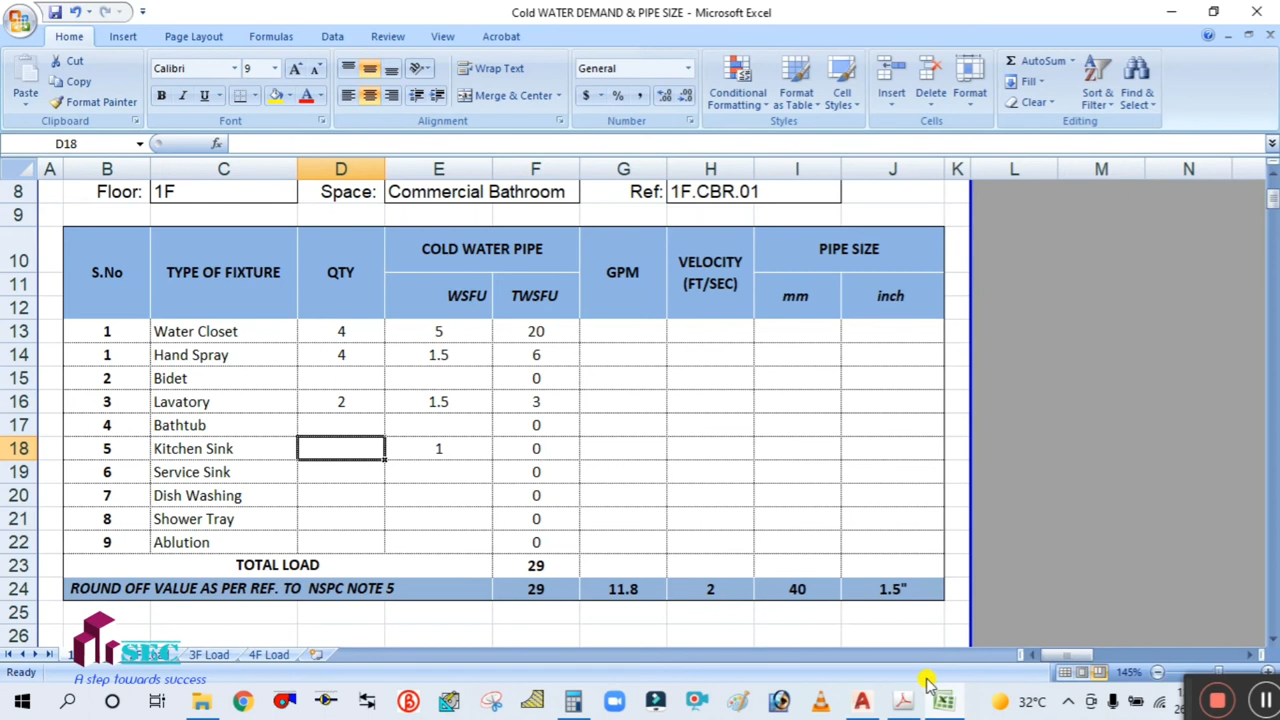 Cold WATER DEMAND & PIPE SIZE - Microsoft Excel
Home Insert Page Layout Formulas Data Review View Acrobat
Paste Cut Copy Format Painter Clipboard
Calibri 9 A A B I U A Font
Wrap Text Merge & Center Alignment
General $ % , Number
Conditional Formatting Format as Table Cell Styles Styles
Insert Delete Format Cells
Σ AutoSum Fill Clear Sort & Filter Find & Select Editing
D18 fx
A B C D E F G H I J K L M N
8 Floor: 1F Space: Commercial Bathroom Ref: 1F.CBR.01
9
10 S.No TYPE OF FIXTURE QTY COLD WATER PIPE GPM VELOCITY (FT/SEC) PIPE SIZE
11
12 WSFU TWSFU mm inch
13 1 Water Closet 4 5 20
14 1 Hand Spray 4 1.5 6
15 2 Bidet 0
16 3 Lavatory 2 1.5 3
17 4 Bathtub 0
18 5 Kitchen Sink 1 0
19 6 Service Sink 0
20 7 Dish Washing 0
21 8 Shower Tray 0
22 9 Ablution 0
23 TOTAL LOAD 29
24 ROUND OFF VALUE AS PER REF. TO NSPC NOTE 5 29 11.8 2 40 1.5"
25
26
SEC
A step towards success
3F Load 4F Load
Ready 145%
32°C